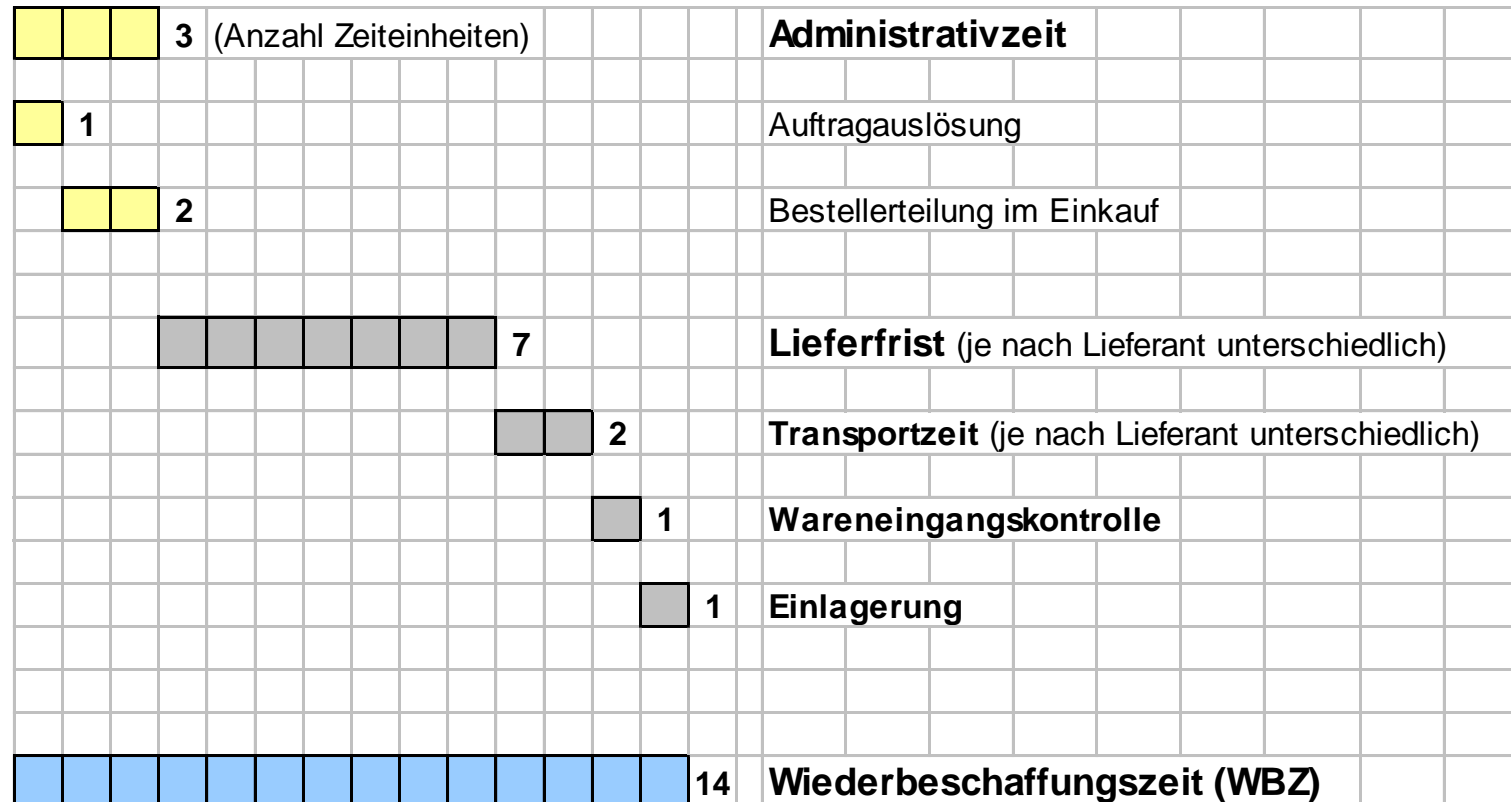 3 (Anzahl Zeiteinheiten) Administrativzeit
1 Auftragauslösung
2 Bestellerteilung im Einkauf
7 Lieferfrist (je nach Lieferant unterschiedlich)
2 Transportzeit (je nach Lieferant unterschiedlich)
1 Wareneingangskontrolle
1 Einlagerung
14 Wiederbeschaffungszeit (WBZ)